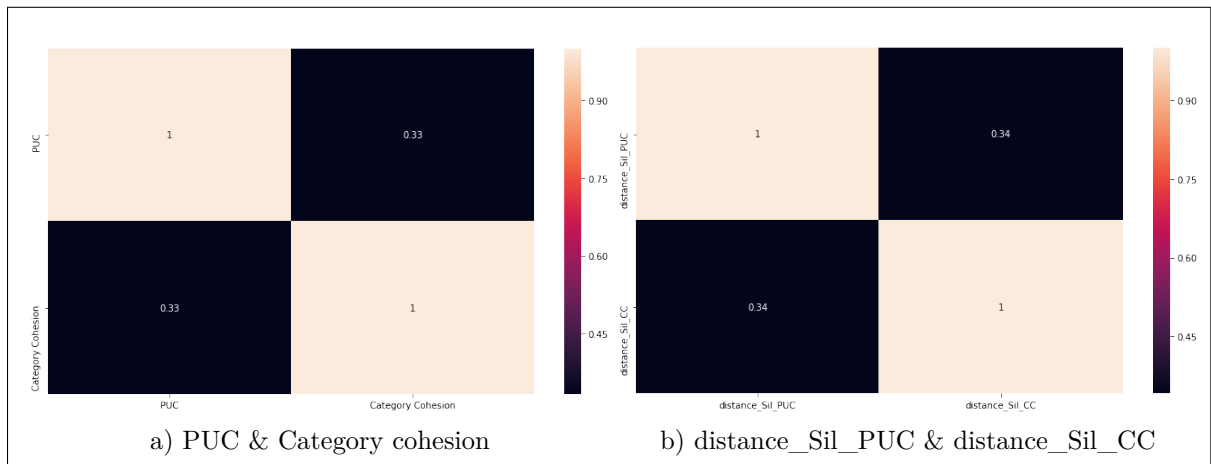 PUC
Category Cohesion
1
0.33
0.33
1
PUC
Category Cohesion
0.90
0.75
0.60
0.45
a) PUC & Category cohesion
distance_Sil_PUC
distance_Sil_CC
1
0.34
0.34
1
distance_Sil_PUC
distance_Sil_CC
0.90
0.75
0.60
0.45
b) distance_Sil_PUC & distance_Sil_CC